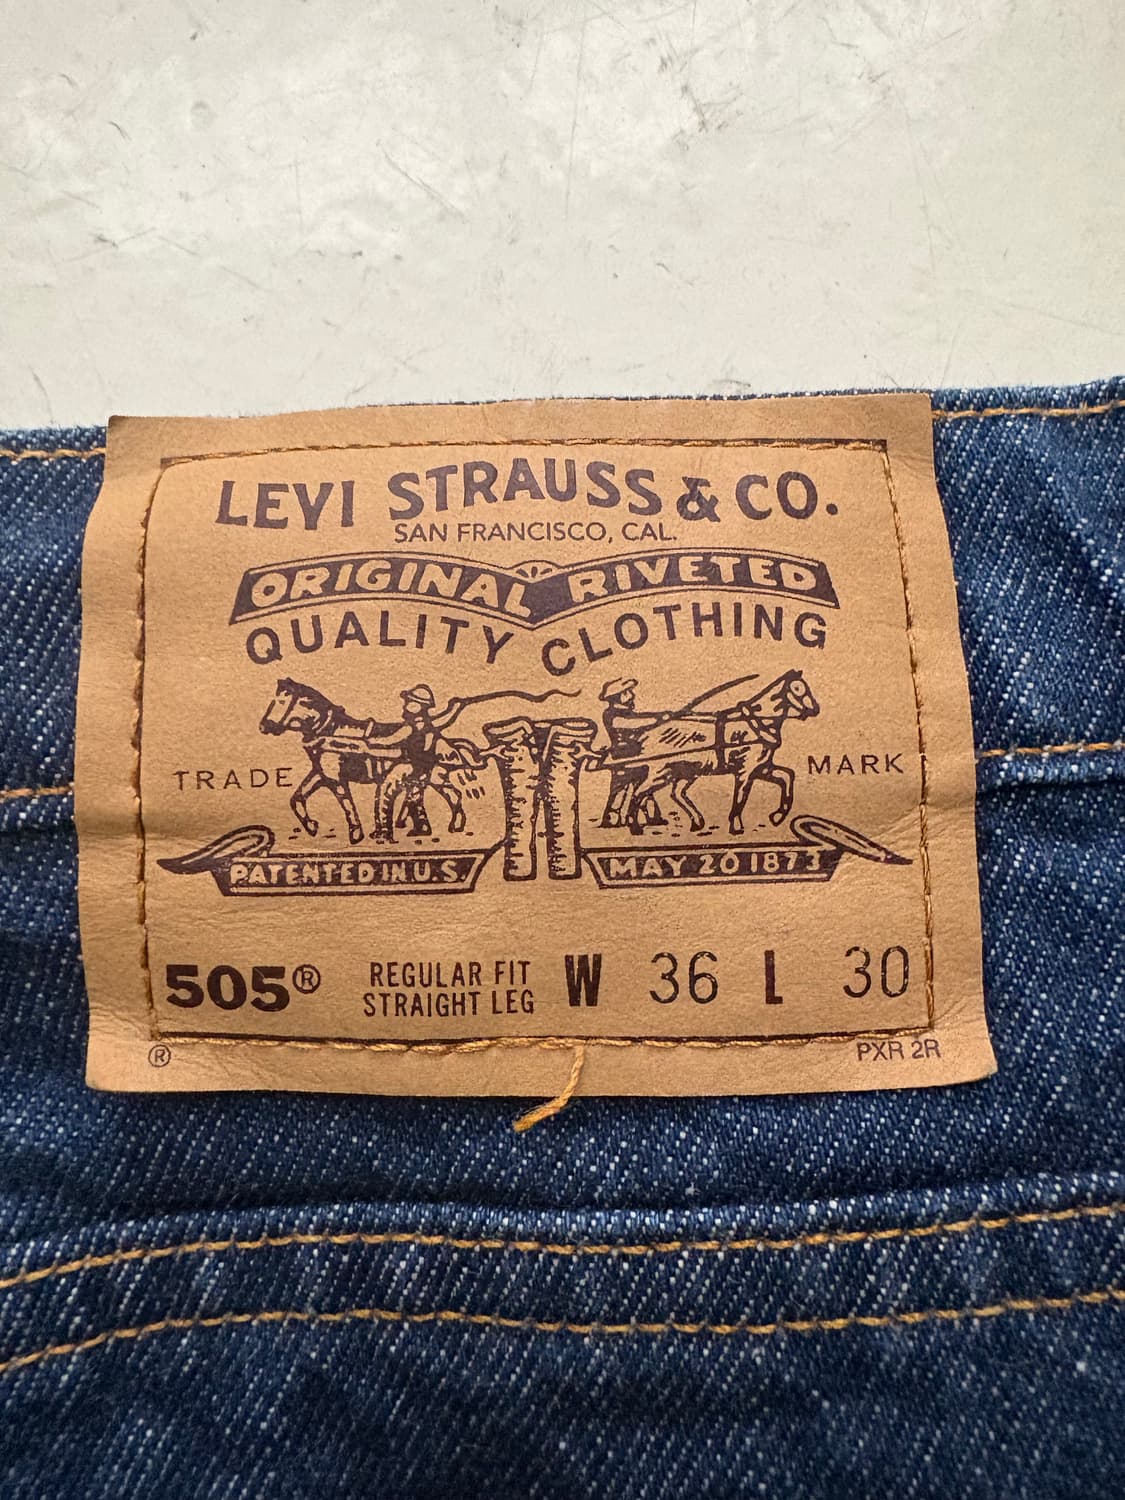 LEVI STRAUSS & CO.
SAN FRANCISCO, CAL.
ORIGINAL RIVETED
QUALITY CLOTHING
TRADE MARK
PATENTED IN U.S. MAY 20 1873
505® REGULAR FIT STRAIGHT LEG W 36 L 30
® PXR 2R